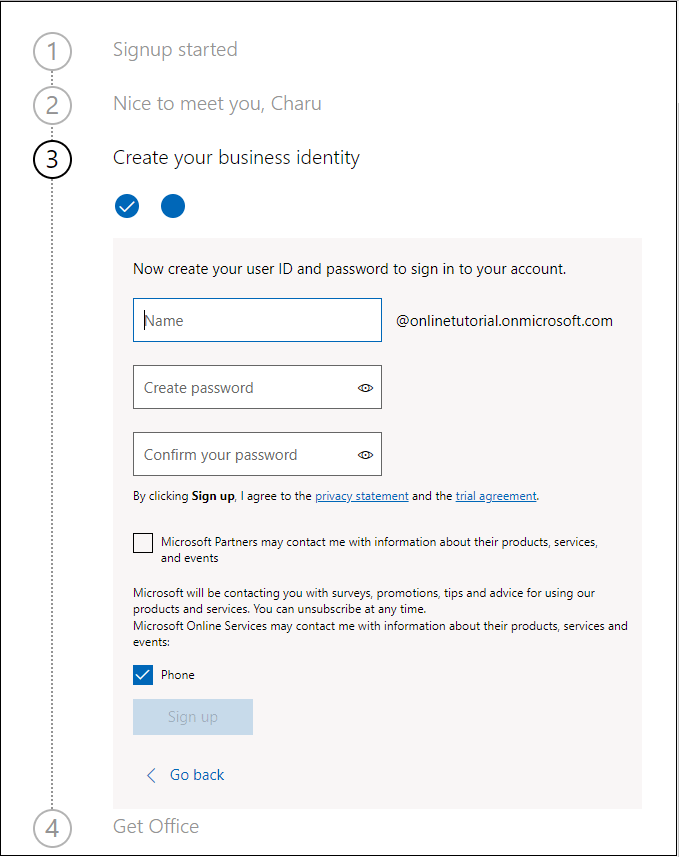 1 Signup started
2 Nice to meet you, Charu
3 Create your business identity
Now create your user ID and password to sign in to your account.
Name @onlinetutorial.onmicrosoft.com
Create password
Confirm your password
By clicking Sign up, I agree to the privacy statement and the trial agreement.
Microsoft Partners may contact me with information about their products, services,
and events
Microsoft will be contacting you with surveys, promotions, tips and advice for using our
products and services. You can unsubscribe at any time.
Microsoft Online Services may contact me with information about their products, services and
events:
Phone
Sign up
Go back
4 Get Office